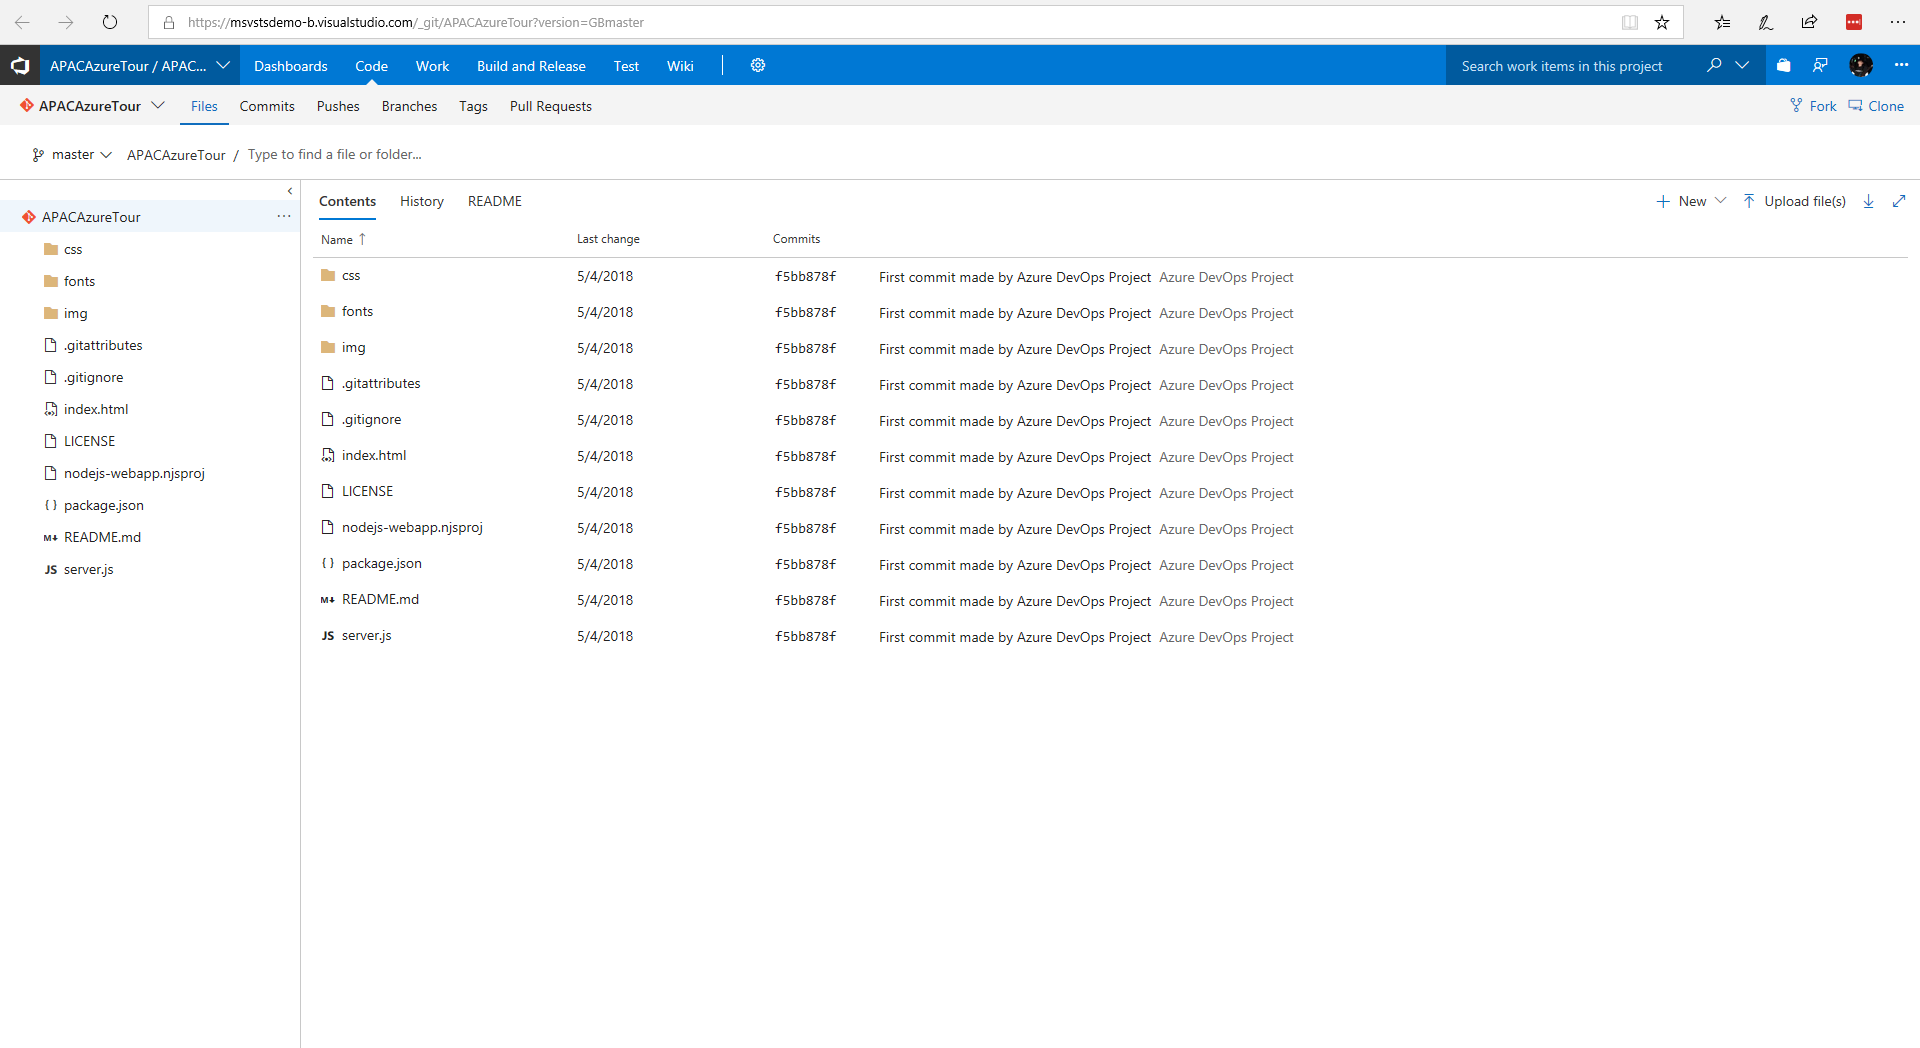 https://msvstsdemo-b.visualstudio.com/_git/APACAzureTour?version=GBmaster
APACAzureTour / APAC... Dashboards Code Work Build and Release Test Wiki Search work items in this project
APACAzureTour Files Commits Pushes Branches Tags Pull Requests Fork Clone
master APACAzureTour / Type to find a file or folder...
APACAzureTour ...
css
fonts
img
.gitattributes
.gitignore
index.html
LICENSE
nodejs-webapp.njsproj
{ } package.json
M↓ README.md
JS server.js
Contents History README New Upload file(s)
Name ↑ Last change Commits
css 5/4/2018 f5bb878f First commit made by Azure DevOps Project Azure DevOps Project
fonts 5/4/2018 f5bb878f First commit made by Azure DevOps Project Azure DevOps Project
img 5/4/2018 f5bb878f First commit made by Azure DevOps Project Azure DevOps Project
.gitattributes 5/4/2018 f5bb878f First commit made by Azure DevOps Project Azure DevOps Project
.gitignore 5/4/2018 f5bb878f First commit made by Azure DevOps Project Azure DevOps Project
index.html 5/4/2018 f5bb878f First commit made by Azure DevOps Project Azure DevOps Project
LICENSE 5/4/2018 f5bb878f First commit made by Azure DevOps Project Azure DevOps Project
nodejs-webapp.njsproj 5/4/2018 f5bb878f First commit made by Azure DevOps Project Azure DevOps Project
{ } package.json 5/4/2018 f5bb878f First commit made by Azure DevOps Project Azure DevOps Project
M↓ README.md 5/4/2018 f5bb878f First commit made by Azure DevOps Project Azure DevOps Project
JS server.js 5/4/2018 f5bb878f First commit made by Azure DevOps Project Azure DevOps Project